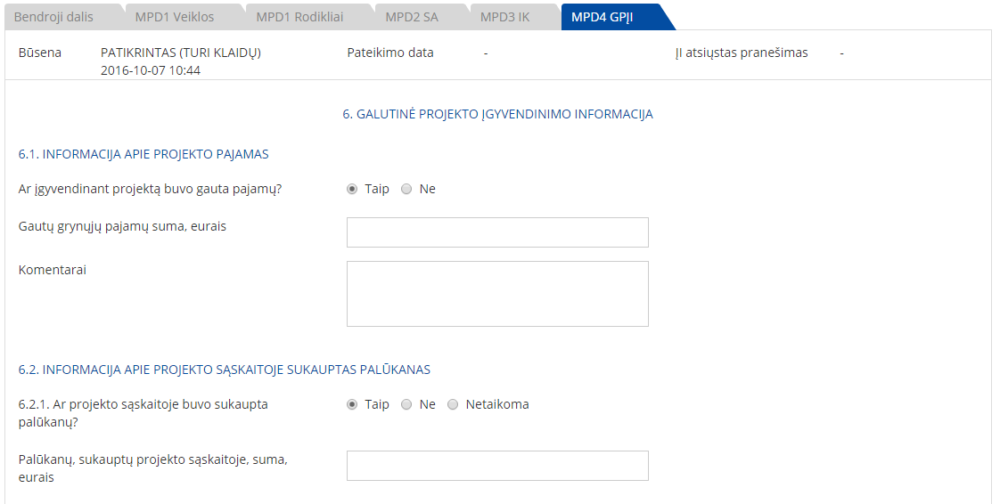 Bendroji dalis MPD1 Veiklos MPD1 Rodikliai MPD2 SA MPD3 IK MPD4 GPĮI
Būsena PATIKRINTAS (TURI KLAIDŲ) Pateikimo data - ĮI atsiųstas pranešimas -
2016-10-07 10:44
6. GALUTINĖ PROJEKTO ĮGYVENDINIMO INFORMACIJA
6.1. INFORMACIJA APIE PROJEKTO PAJAMAS
Ar įgyvendinant projektą buvo gauta pajamų? Taip Ne
Gautų grynųjų pajamų suma, eurais
Komentarai
6.2. INFORMACIJA APIE PROJEKTO SĄSKAITOJE SUKAUPTAS PALŪKANAS
6.2.1. Ar projekto sąskaitoje buvo sukaupta Taip Ne Netaikoma
palūkanų?
Palūkanų, sukauptų projekto sąskaitoje, suma,
eurais